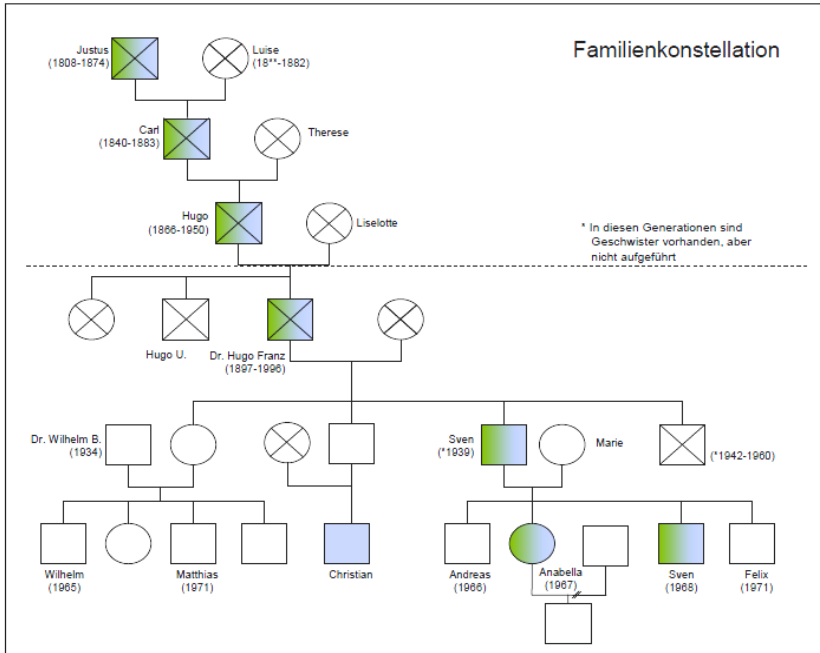 Familienkonstellation
Justus
(1808-1874)
Luise
(18**-1882)
Carl
(1840-1883)
Therese
Hugo
(1866-1950)
Liselotte
* In diesen Generationen sind
Geschwister vorhanden, aber
nicht aufgeführt
Hugo U.
Dr. Hugo Franz
(1897-1996)
Dr. Wilhelm B.
(1934)
Sven
(*1939)
Marie
(*1942-1960)
Wilhelm
(1965)
Matthias
(1971)
Christian
Andreas
(1966)
Anabella
(1967)
Sven
(1968)
Felix
(1971)